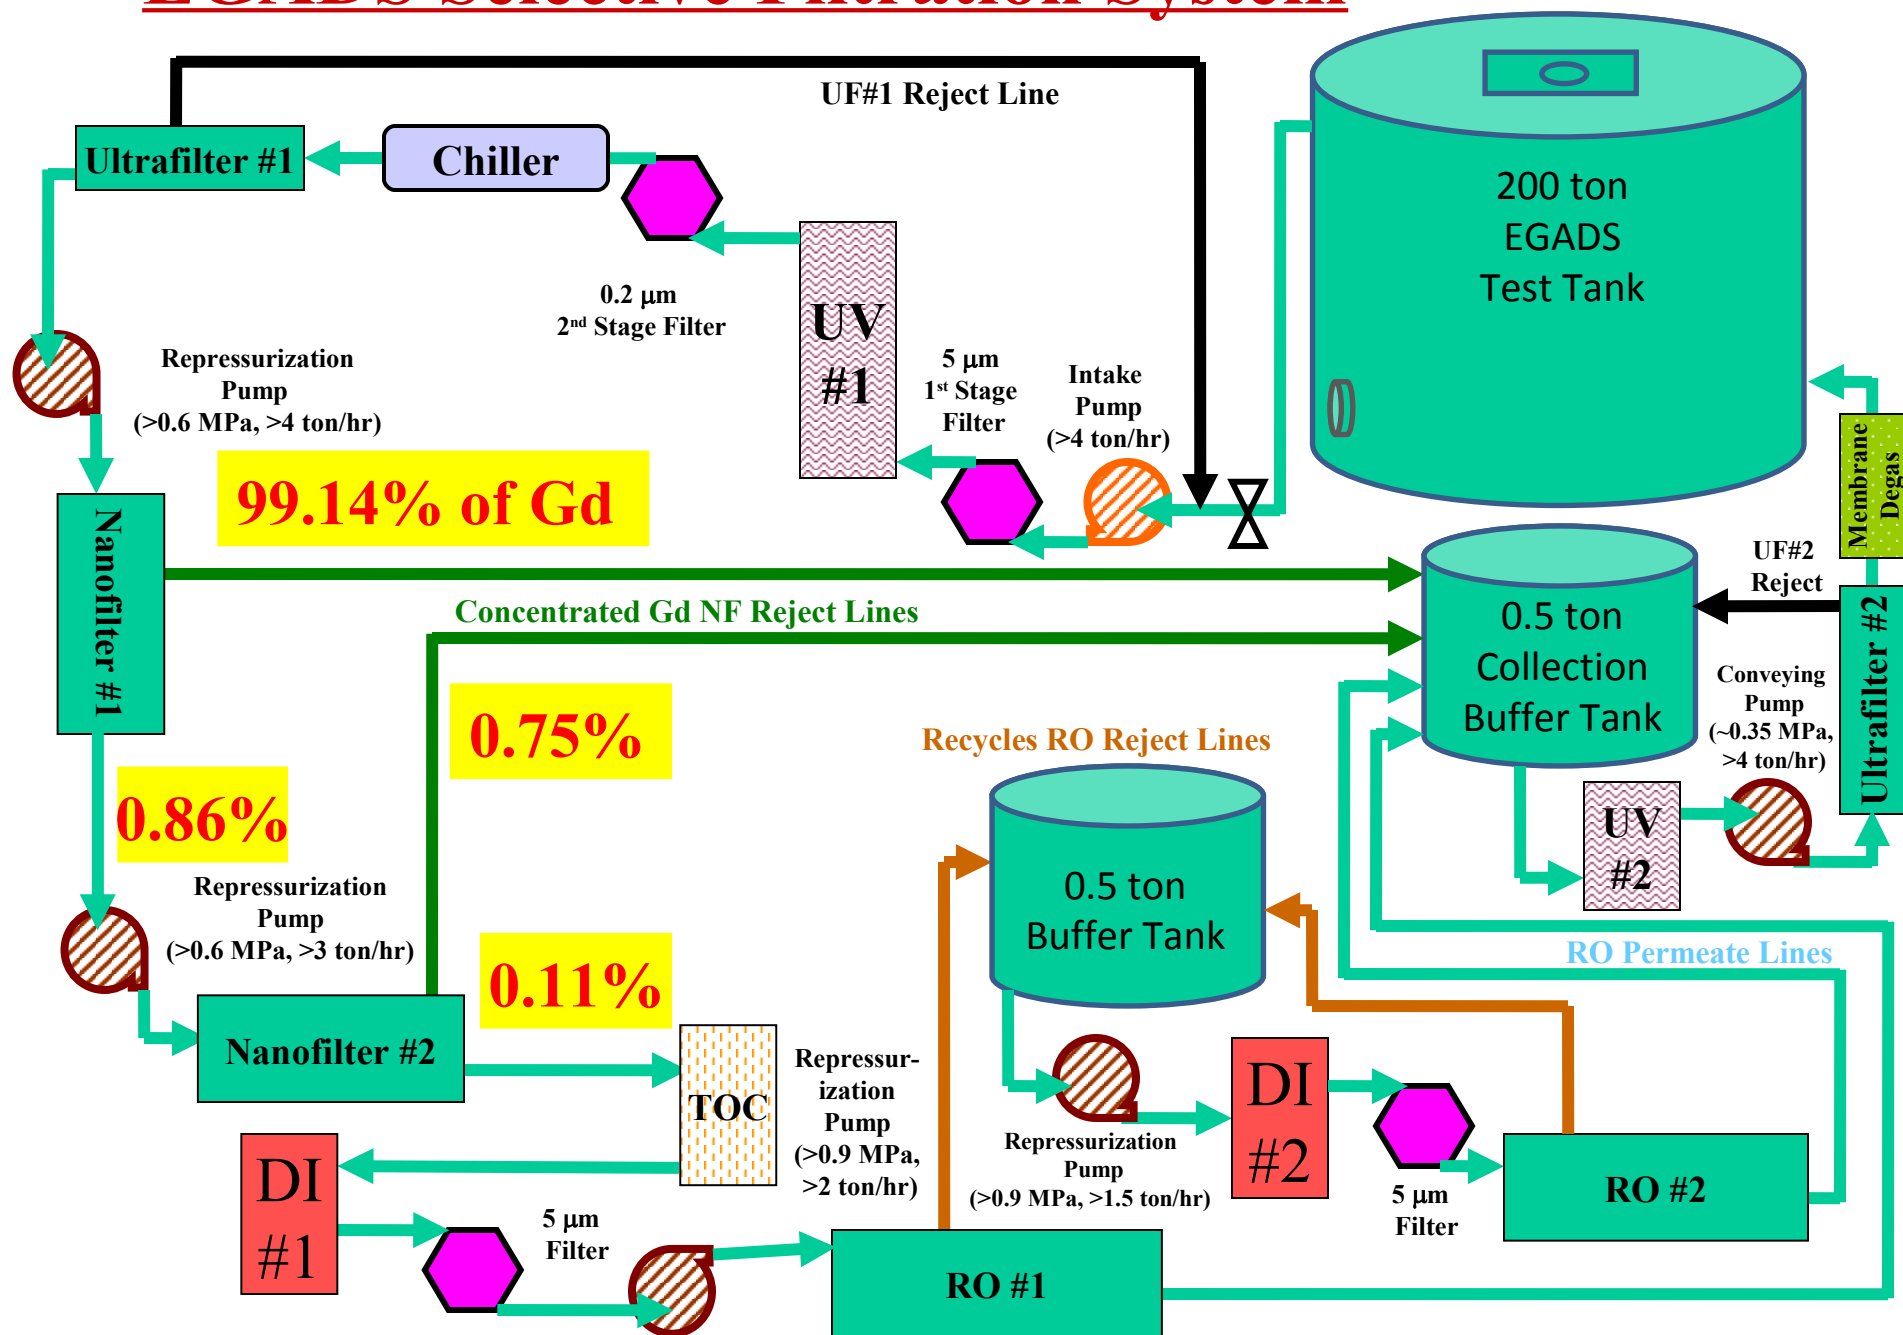 EGADS Selective Filtration System
UF#1 Reject Line
Ultrafilter #1
Chiller
200 ton
EGADS
Test Tank
0.2 μm
2nd Stage Filter
UV
#1
5 μm
1st Stage
Filter
Intake
Pump
(>4 ton/hr)
Repressurization
Pump
(>0.6 MPa, >4 ton/hr)
Membrane
Degas
99.14% of Gd
Nanofilter #1
UF#2
Reject
Concentrated Gd NF Reject Lines
0.5 ton
Collection
Buffer Tank
Ultrafilter #2
Conveying
Pump
(~0.35 MPa,
>4 ton/hr)
0.75%
Recycles RO Reject Lines
0.86%
UV
#2
Repressurization
Pump
(>0.6 MPa, >3 ton/hr)
0.5 ton
Buffer Tank
RO Permeate Lines
0.11%
Nanofilter #2
TOC
Repressur-
ization
Pump
(>0.9 MPa,
>2 ton/hr)
DI
#2
Repressurization
Pump
(>0.9 MPa, >1.5 ton/hr)
5 μm
Filter
RO #2
DI
#1
5 μm
Filter
RO #1